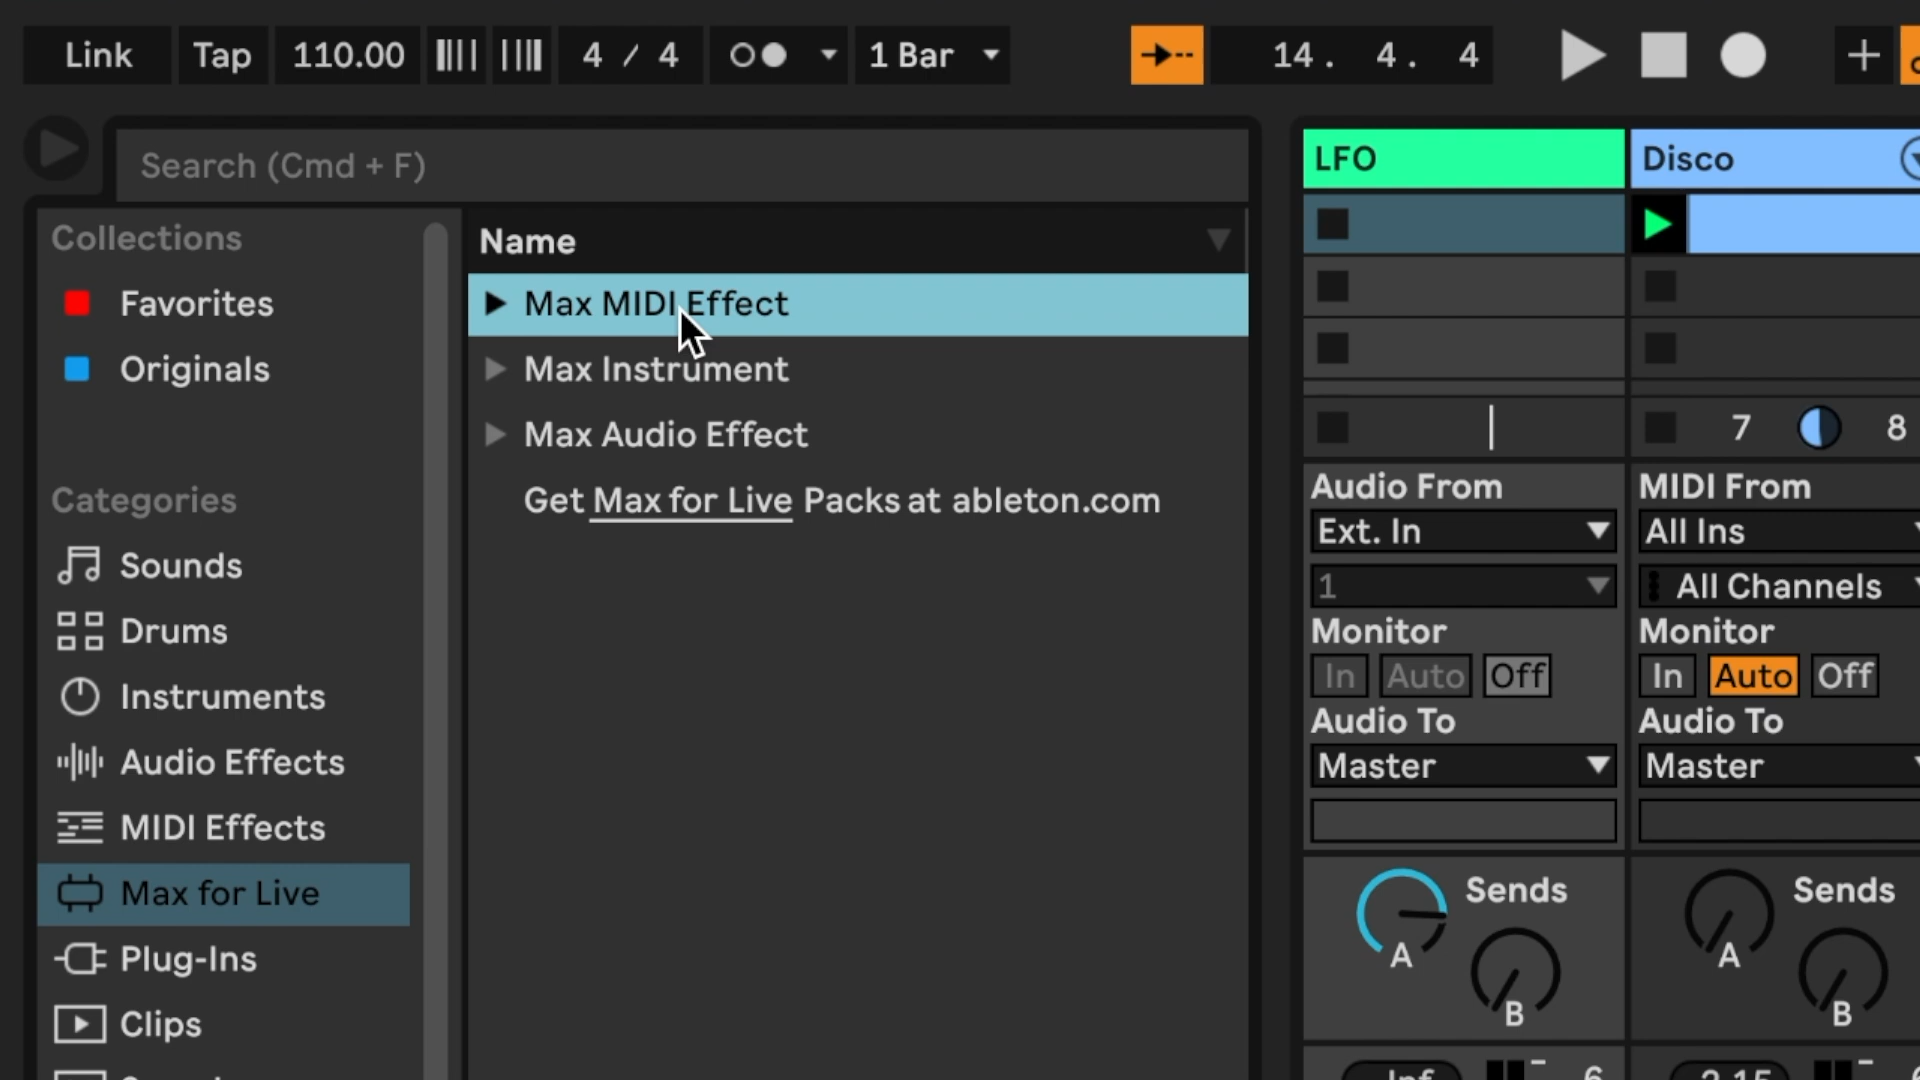 Link Tap 110.00 4 / 4 1 Bar 14. 4. 4
Search (Cmd + F)
Collections
Favorites
Originals
Categories
Sounds
Drums
Instruments
Audio Effects
MIDI Effects
Max for Live
Plug-Ins
Clips
Name
Max MIDI Effect
Max Instrument
Max Audio Effect
Get Max for Live Packs at ableton.com
LFO
Audio From
Ext. In
1
Monitor
In Auto Off
Audio To
Master
Sends
A
B
Disco
7 8
MIDI From
All Ins
All Channels
Monitor
In Auto Off
Audio To
Master
Sends
A
B